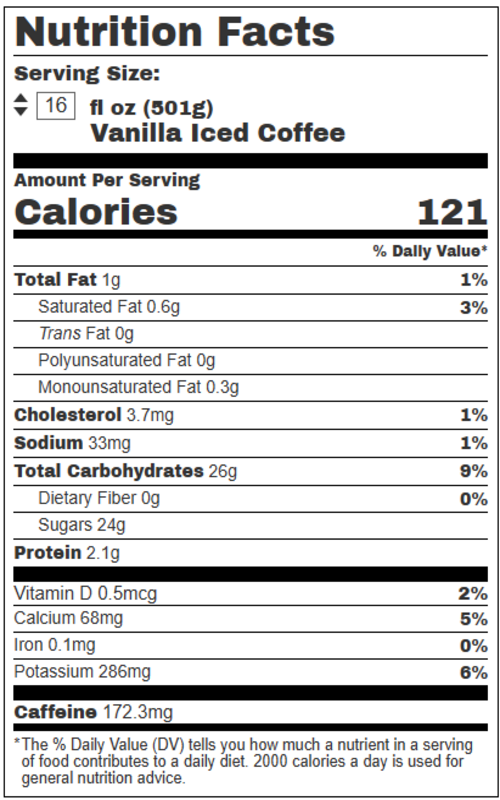 Nutrition Facts
Serving Size:
16 fl oz (501g)
Vanilla Iced Coffee
Amount Per Serving
Calories 121
% Daily Value*
Total Fat 1g 1%
Saturated Fat 0.6g 3%
Trans Fat 0g
Polyunsaturated Fat 0g
Monounsaturated Fat 0.3g
Cholesterol 3.7mg 1%
Sodium 33mg 1%
Total Carbohydrates 26g 9%
Dietary Fiber 0g 0%
Sugars 24g
Protein 2.1g
Vitamin D 0.5mcg 2%
Calcium 68mg 5%
Iron 0.1mg 0%
Potassium 286mg 6%
Caffeine 172.3mg
*The % Daily Value (DV) tells you how much a nutrient in a serving
of food contributes to a daily diet. 2000 calories a day is used for
general nutrition advice.